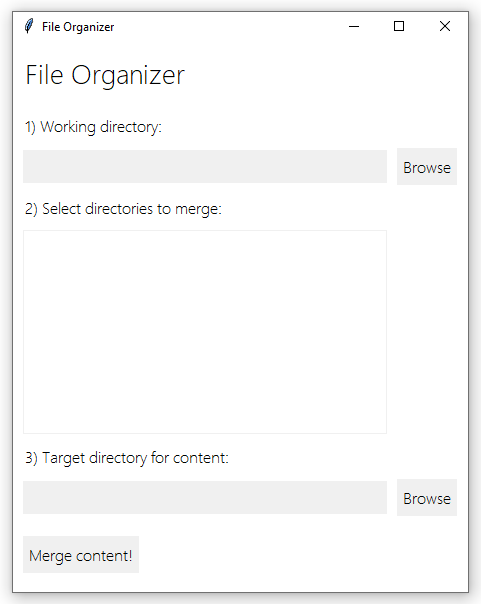 File Organizer
File Organizer
1) Working directory:
Browse
2) Select directories to merge:
3) Target directory for content:
Browse
Merge content!